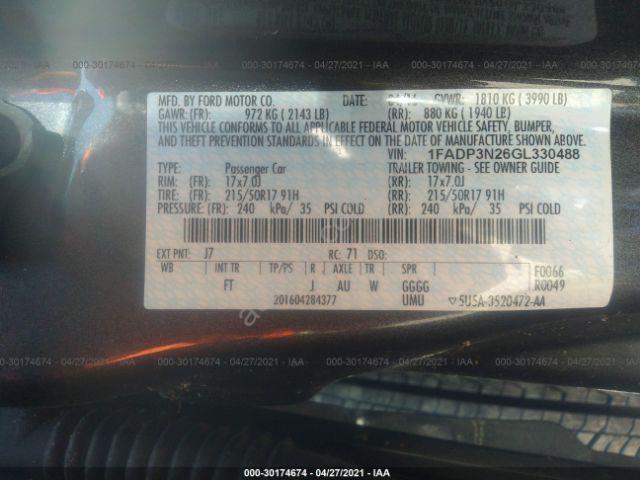 000-30174674 - 04/27/2021 - IAA
MFD. BY FORD MOTOR CO. DATE: 04/16 GVWR: 1810 KG ( 3990 LB)
GAWR: (FR): 972 KG ( 2143 LB) (RR): 880 KG ( 1940 LB)
THIS VEHICLE CONFORMS TO ALL APPLICABLE FEDERAL MOTOR VEHICLE SAFETY, BUMPER,
AND THEFT PREVENTION STANDARDS IN EFFECT ON THE DATE OF MANUFACTURE SHOWN ABOVE.
VIN: 1FADP3N26GL330488
TYPE: Passenger Car TRAILER TOWING - SEE OWNER GUIDE
RIM: (FR) 17x7.0J (RR): 17x7.0J
TIRE: (FR) 215/50R17 91H (RR): 215/50R17 91H
PRESSURE: (FR) 240 kPa/ 35 PSI COLD (RR): 240 kPa/ 35 PSI COLD
EXT PNT: J7 RC: 71 DSO:
WB INT TR TP/PS R AXLE TR SPR F0066
FT J AU W GGGG R0049
201604284377 UMU 5U5A-3520472-AA
000-30174674 - 04/27/2021 - IAA